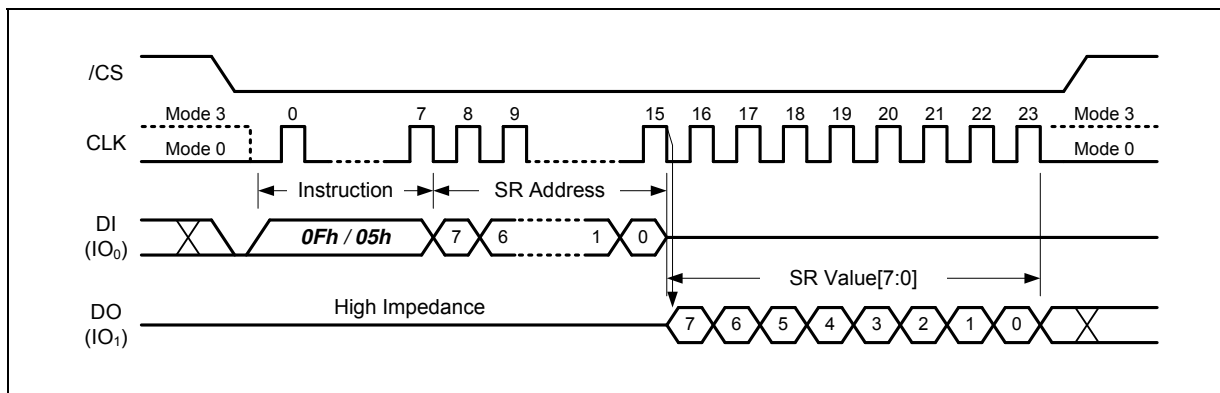 /CS
Mode 3 0 7 8 9 15 16 17 18 19 20 21 22 23 Mode 3
CLK
Mode 0 Mode 0
Instruction SR Address
DI
(IO₀)
0Fh / 05h 7 6 1 0
SR Value[7:0]
High Impedance
DO
(IO₁)
7 6 5 4 3 2 1 0